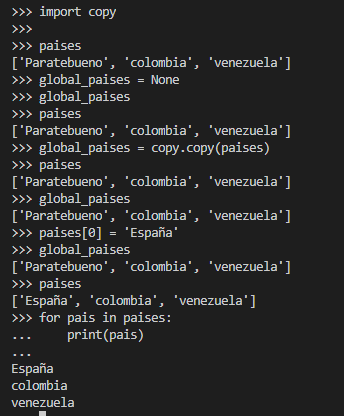 >>> import copy
>>>
>>> paises
['Paratebueno', 'colombia', 'venezuela']
>>> global_paises = None
>>> global_paises
>>> paises
['Paratebueno', 'colombia', 'venezuela']
>>> global_paises = copy.copy(paises)
>>> paises
['Paratebueno', 'colombia', 'venezuela']
>>> global_paises
['Paratebueno', 'colombia', 'venezuela']
>>> paises[0] = 'España'
>>> global_paises
['Paratebueno', 'colombia', 'venezuela']
>>> paises
['España', 'colombia', 'venezuela']
>>> for pais in paises:
...     print(pais)
...
España
colombia
venezuela